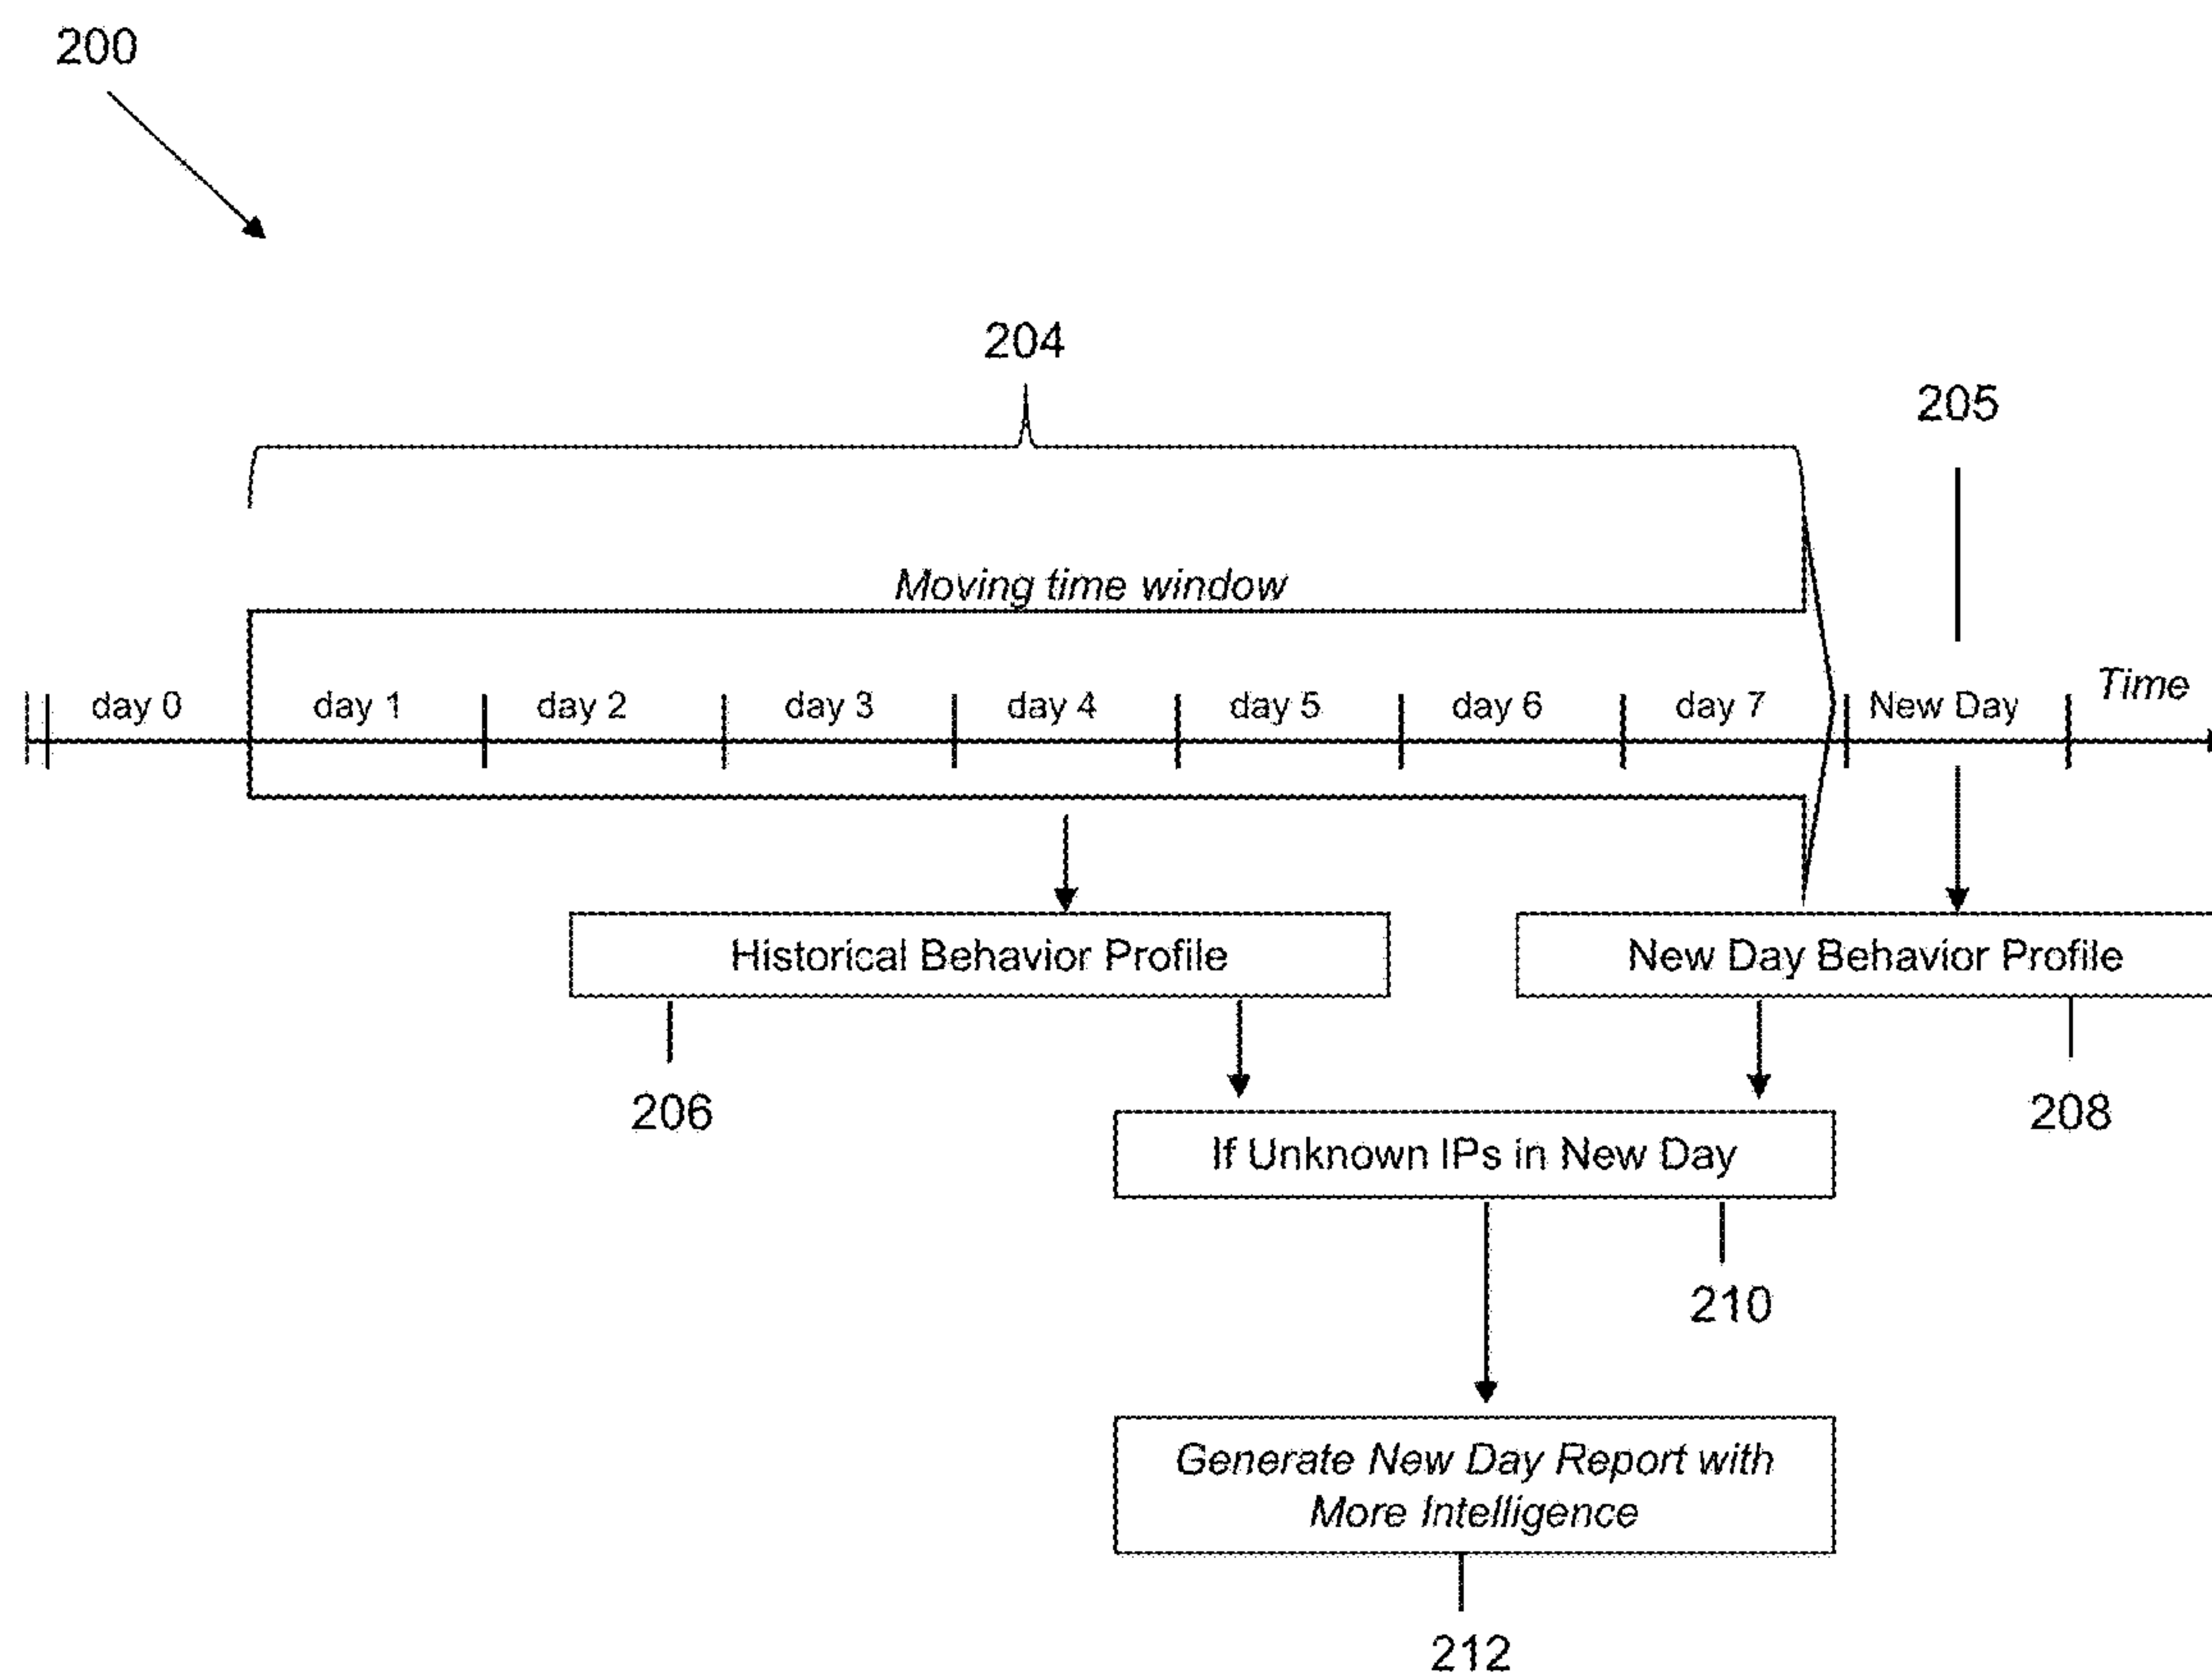 200
204
205
Moving time window
day 0
day 1
day 2
day 3
day 4
day 5
day 6
day 7
New Day
Time
Historical Behavior Profile
New Day Behavior Profile
206
208
If Unknown IPs in New Day
210
Generate New Day Report with
More Intelligence
212